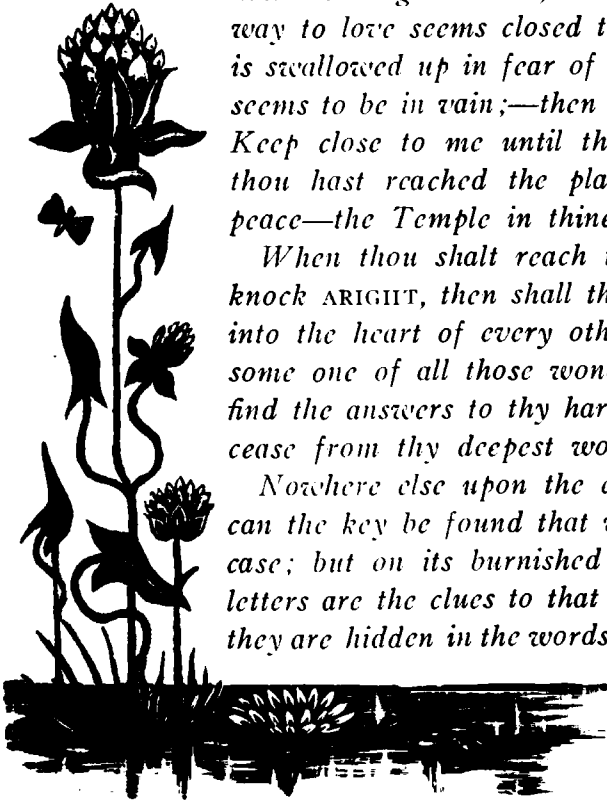 way to love seems closed t
is swallowed up in fear of
seems to be in vain;—then
Keep close to me until th
thou hast reached the pla
peace—the Temple in thine
When thou shalt reach
knock ARIGHT, then shall th
into the heart of every oth
some one of all those won
find the answers to thy har
cease from thy deepest wo
Nowhere else upon the
can the key be found that
case; but on its burnished
letters are the clues to that
they are hidden in the words